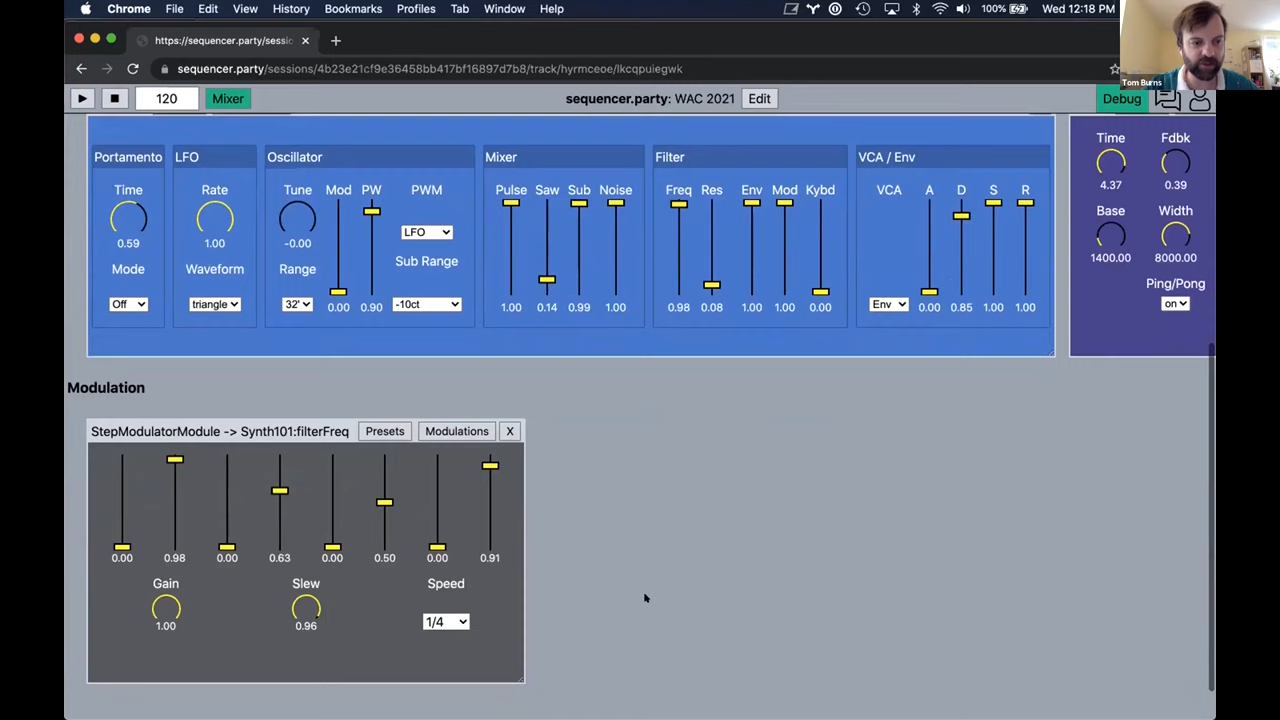 Chrome File Edit View History Bookmarks Profiles Tab Window Help 100% Wed 12:18 PM
https://sequencer.party/sessi
sequencer.party/sessions/4b23e21cf9e36458bb417bf16897d7b8/track/hyrmceoe/lkcqpuiegwk
Tom Burns
120 Mixer sequencer.party: WAC 2021 Edit Debug
Portamento LFO Oscillator Mixer Filter VCA / Env
Time Fdbk
4.37 0.39
Time Rate Tune Mod PW PWM Pulse Saw Sub Noise Freq Res Env Mod Kybd VCA A D S R
Base Width
LFO
0.59 1.00 -0.00
1400.00 8000.00
Mode Waveform Range Sub Range
Ping/Pong
Off triangle 32' 0.00 0.90 -10ct 1.00 0.14 0.99 1.00 0.98 0.08 1.00 1.00 0.00 Env 0.00 0.85 1.00 1.00
on
Modulation
StepModulatorModule -> Synth101:filterFreq Presets Modulations X
0.00 0.98 0.00 0.63 0.00 0.50 0.00 0.91
Gain Slew Speed
1/4
1.00 0.96